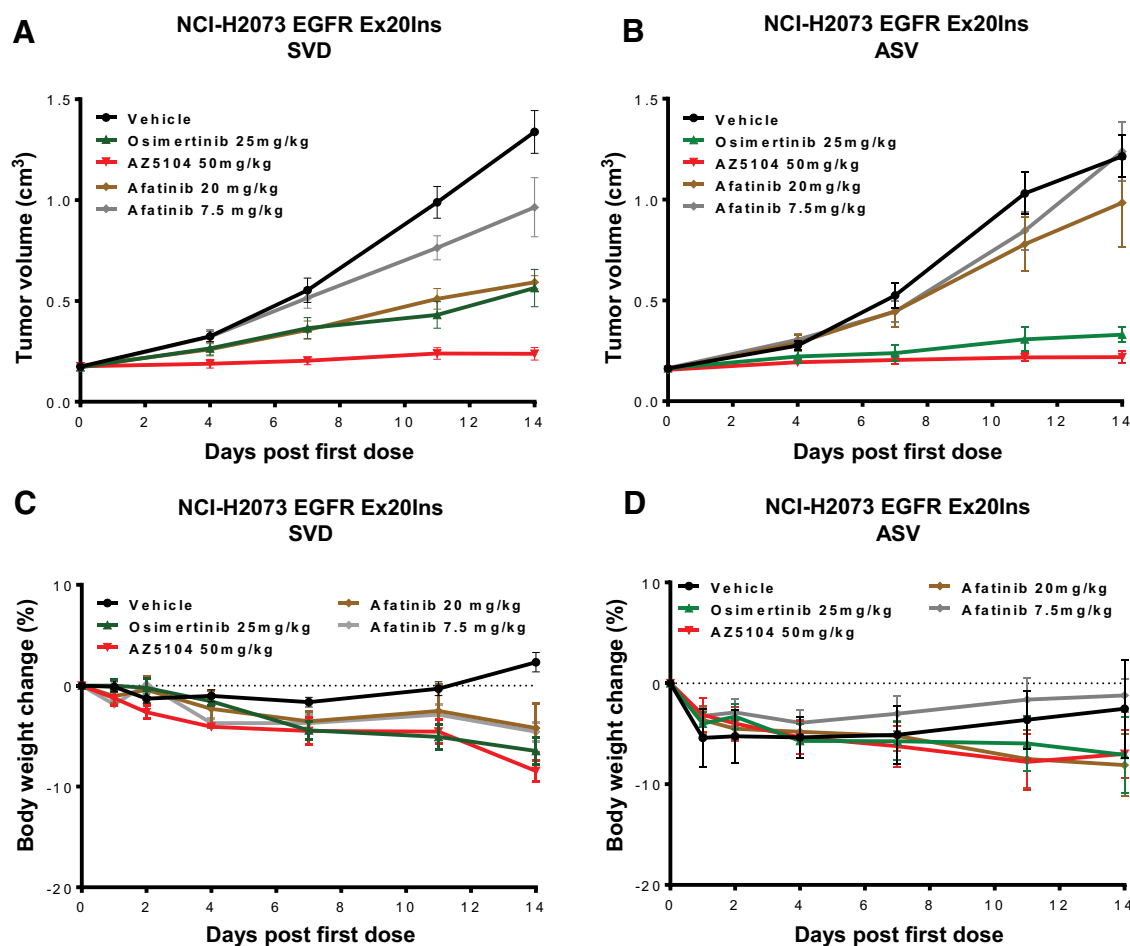 A
NCI-H2073 EGFR Ex20Ins
SVD
Tumor volume (cm³)
1.5
1.0
0.5
0.0
Vehicle
Osimertinib 25mg/kg
AZ5104 50mg/kg
Afatinib 20 mg/kg
Afatinib 7.5 mg/kg
0 2 4 6 8 10 12 14
Days post first dose
B
NCI-H2073 EGFR Ex20Ins
ASV
Tumor volume (cm³)
1.5
1.0
0.5
0.0
Vehicle
Osimertinib 25mg/kg
AZ5104 50mg/kg
Afatinib 20mg/kg
Afatinib 7.5mg/kg
0 2 4 6 8 10 12 14
Days post first dose
C
NCI-H2073 EGFR Ex20Ins
SVD
Body weight change (%)
10
0
-10
-20
Vehicle
Osimertinib 25mg/kg
AZ5104 50mg/kg
Afatinib 20 mg/kg
Afatinib 7.5 mg/kg
0 2 4 6 8 10 12 14
Days post first dose
D
NCI-H2073 EGFR Ex20Ins
ASV
Body weight change (%)
10
0
-10
-20
Vehicle
Osimertinib 25mg/kg
AZ5104 50mg/kg
Afatinib 20mg/kg
Afatinib 7.5mg/kg
0 2 4 6 8 10 12 14
Days post first dose